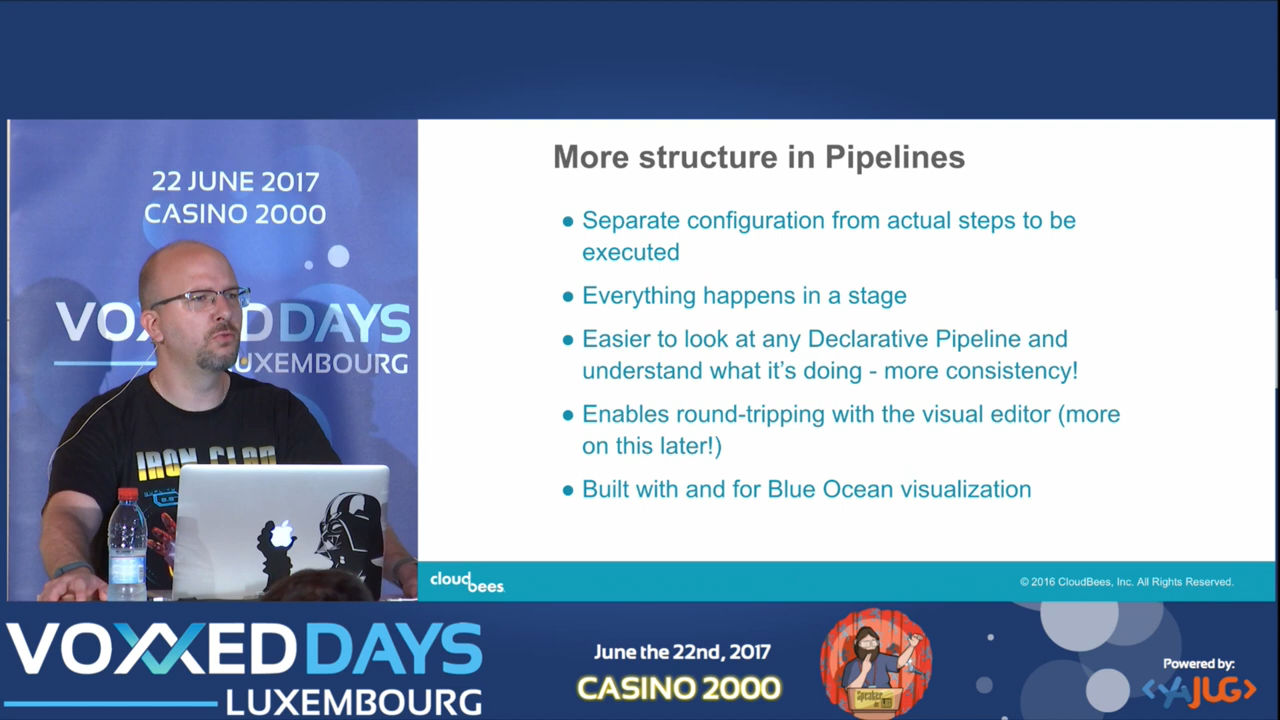 22 JUNE 2017
CASINO 2000
DAYS
LUXEMBOURG
IRON CLAD
More structure in Pipelines
● Separate configuration from actual steps to be
executed
● Everything happens in a stage
● Easier to look at any Declarative Pipeline and
understand what it's doing - more consistency!
● Enables round-tripping with the visual editor (more
on this later!)
● Built with and for Blue Ocean visualization
cloudbees
© 2016 CloudBees, Inc. All Rights Reserved.
VOXXED DAYS
LUXEMBOURG
June the 22nd, 2017
CASINO 2000
Speaker
Powered by:
<YAJUG>